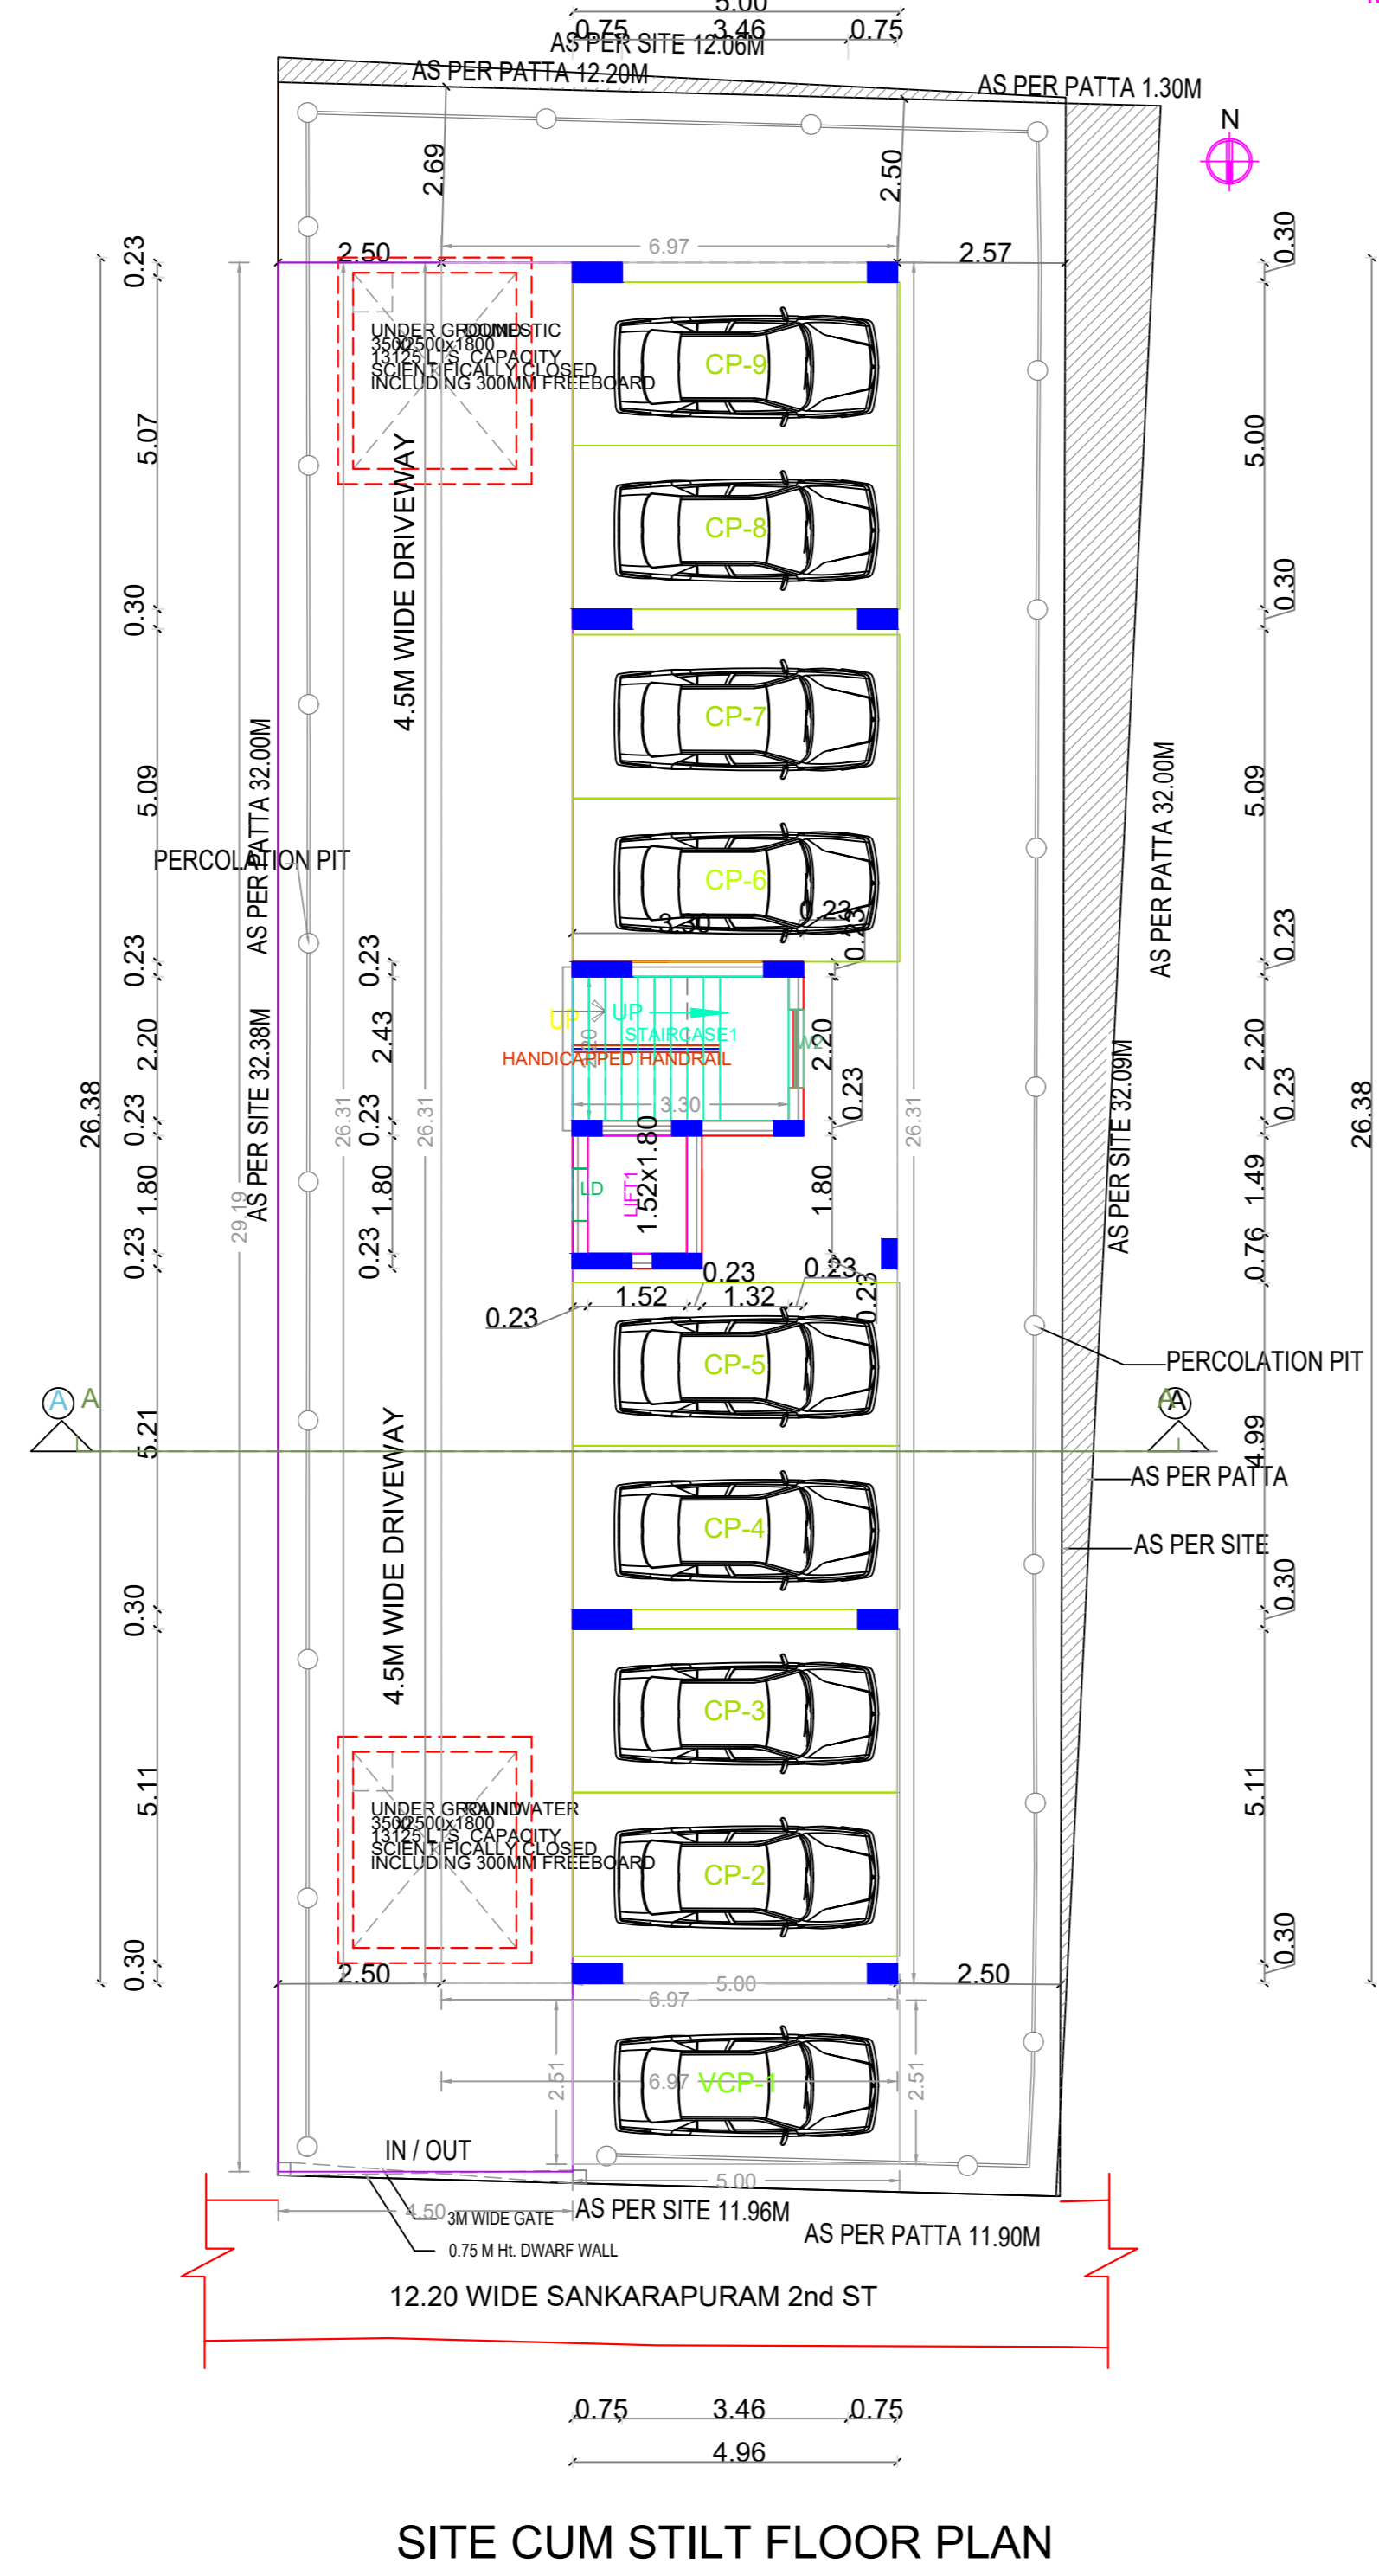 5.00
0.75 3.46 0.75
AS PER SITE 12.06M
AS PER PATTA 12.20M
AS PER PATTA 1.30M
N
2.69
2.50
0.23
0.30
2.50
6.97
2.57
UNDER GROUND DOMESTIC
3500x2500x1800
13125 LTS CAPACITY
SCIENTIFICALLY CLOSED
INCLUDING 300MM FREEBOARD
CP-9
5.07
5.00
4.5M WIDE DRIVEWAY
CP-8
0.30
0.30
CP-7
AS PER PATTA 32.00M
AS PER PATTA 32.00M
5.09
5.09
PERCOLATION PIT
CP-6
3.30
0.23
0.23
0.23
0.23
0.23
UP
UP
STAIRCASE1
W2
HANDICAPPED HANDRAIL
2.20
2.43
2.20
2.20
2.20
3.30
AS PER SITE 32.38M
AS PER SITE 32.09M
26.38
26.31
26.31
26.31
26.38
0.23
0.23
0.23
0.23
1.52x1.80
LIFT1
LD
1.80
1.80
1.80
1.49
29.19
0.23
0.23
0.76
0.23
0.23
0.23
0.23
1.52
1.32
CP-5
PERCOLATION PIT
A A
A A
5.21
4.99
AS PER PATTA
CP-4
AS PER SITE
4.5M WIDE DRIVEWAY
0.30
0.30
CP-3
5.11
5.11
UNDER GROUND RAINWATER
3500x2500x1800
13125 LTS CAPACITY
SCIENTIFICALLY CLOSED
INCLUDING 300MM FREEBOARD
CP-2
0.30
0.30
2.50
5.00
2.50
6.97
2.51
6.97
VCP-1
2.51
IN / OUT
5.00
4.50
3M WIDE GATE
AS PER SITE 11.96M
AS PER PATTA 11.90M
0.75 M Ht. DWARF WALL
12.20 WIDE SANKARAPURAM 2nd ST
0.75 3.46 0.75
4.96
SITE CUM STILT FLOOR PLAN